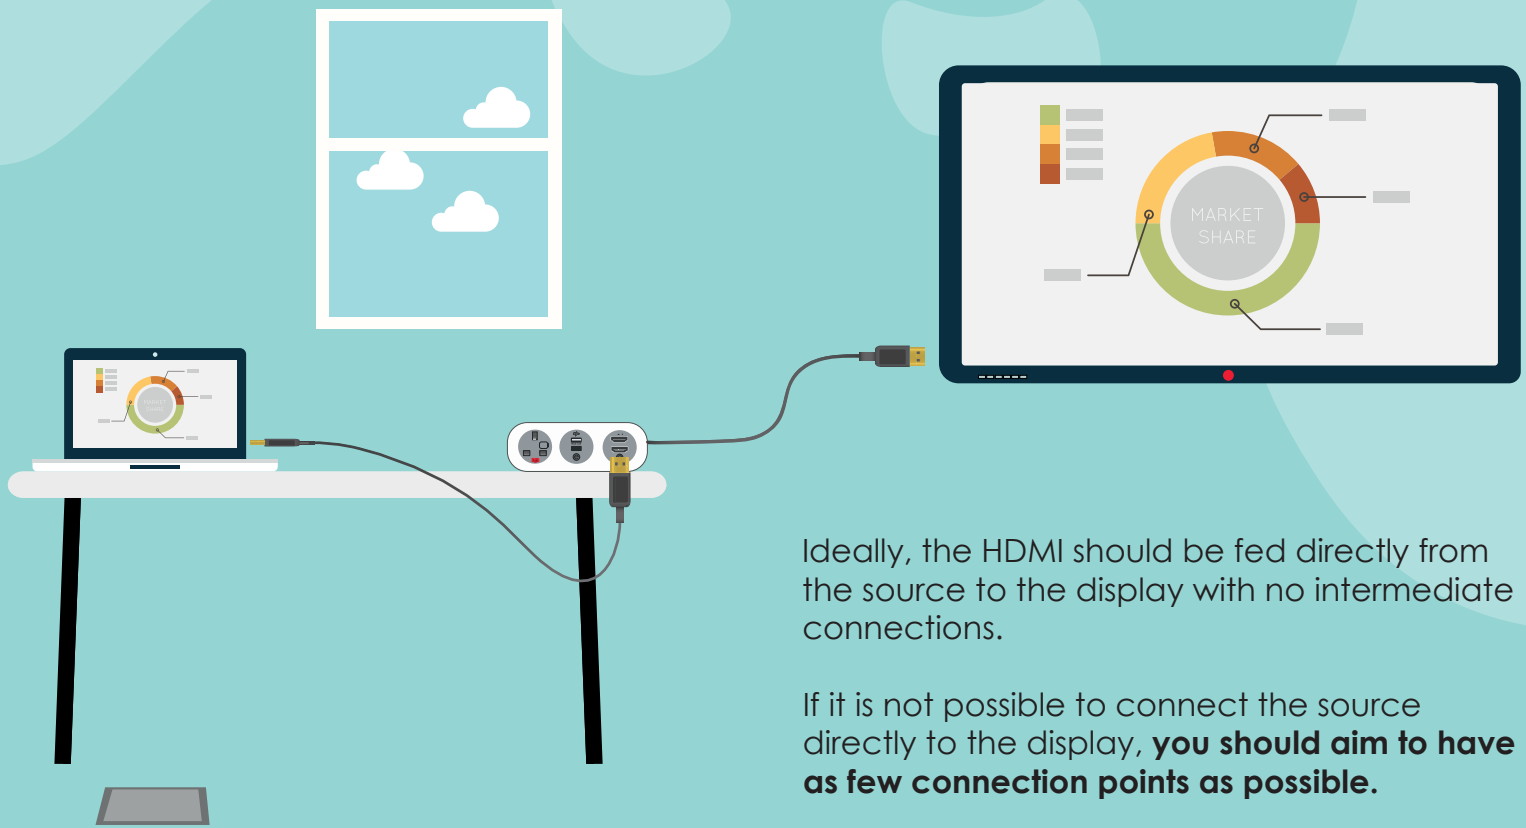 MARKET
SHARE
MARKET
SHARE
Ideally, the HDMI should be fed directly from
the source to the display with no intermediate
connections.
If it is not possible to connect the source
directly to the display, you should aim to have
as few connection points as possible.